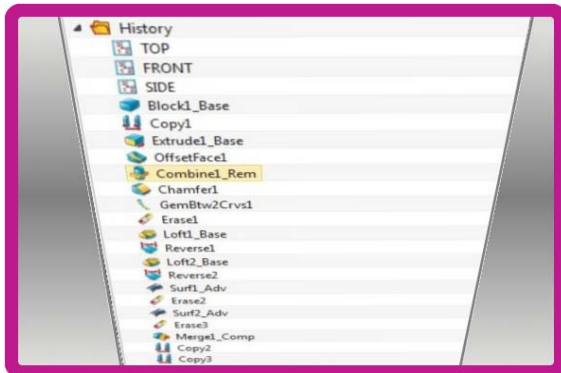 History
TOP
FRONT
SIDE
Block1_Base
Copy1
Extrude1_Base
OffsetFace1
Combine1_Rem
Chamfer1
GemBtw2Crvs1
Erase1
Loft1_Base
Reverse1
Loft2_Base
Reverse2
Surf1_Adv
Erase2
Surf2_Adv
Erase3
Merge1_Comp
Copy2
Copy3